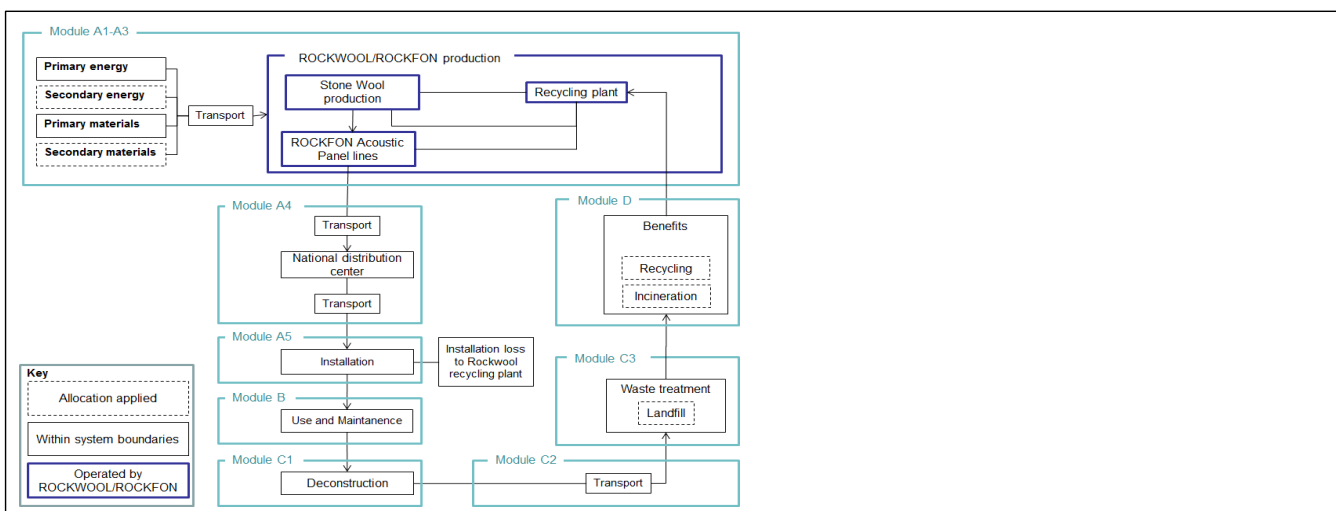 Module A1-A3
Primary energy
Secondary energy
Primary materials
Secondary materials
Transport
ROCKWOOL/ROCKFON production
Stone Wool
production
Recycling plant
ROCKFON Acoustic
Panel lines
Module A4
Transport
National distribution
center
Transport
Module A5
Installation
Installation loss
to Rockwool
recycling plant
Module B
Use and Maintanence
Module C1
Deconstruction
Module C2
Transport
Module C3
Waste treatment
Landfill
Module D
Benefits
Recycling
Incineration
Key
Allocation applied
Within system boundaries
Operated by
ROCKWOOL/ROCKFON